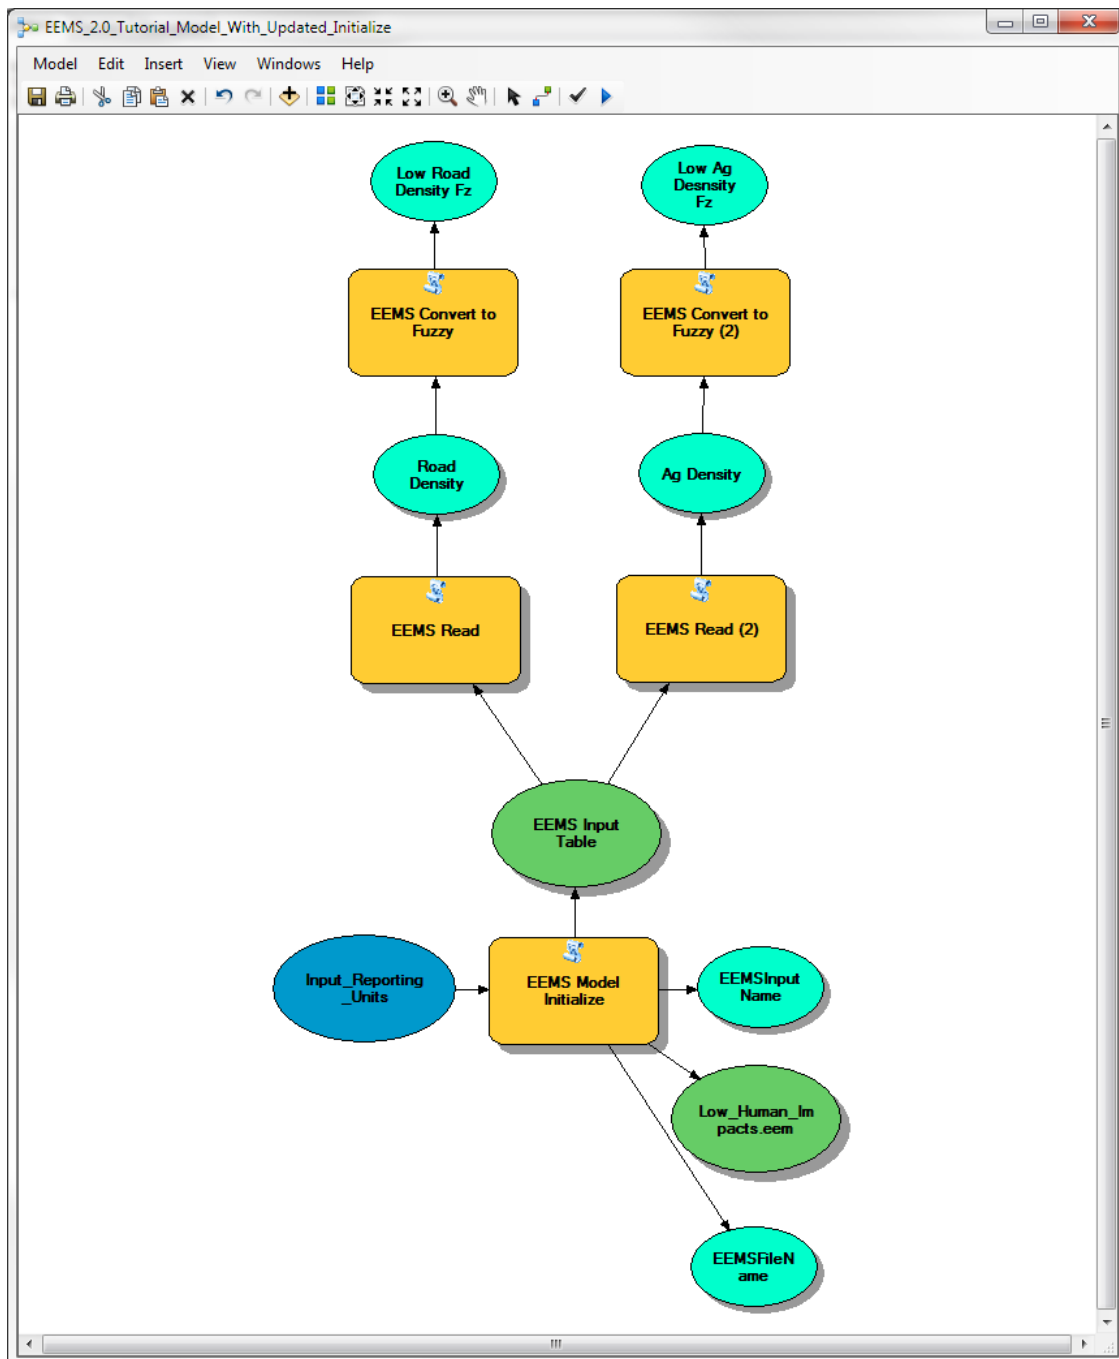 EEMS_2.0_Tutorial_Model_With_Updated_Initialize
Model Edit Insert View Windows Help
Low Road
Density Fz
Low Ag
Desnsity
Fz
EEMS Convert to
Fuzzy
EEMS Convert to
Fuzzy (2)
Road
Density
Ag Density
EEMS Read
EEMS Read (2)
EEMS Input
Table
Input_Reporting
_Units
EEMS Model
Initialize
EEMSInput
Name
Low_Human_Im
pacts.eem
EEMSFileN
ame